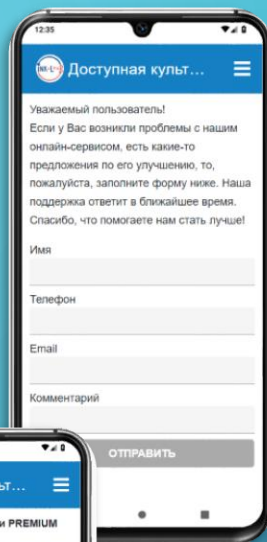 12:35
Доступная культ...
Уважаемый пользователь!
Если у Вас возникли проблемы с нашим
онлайн-сервисом, есть какие-то
предложения по его улучшению, то,
пожалуйста, заполните форму ниже. Наша
поддержка ответит в ближайшее время.
Спасибо, что помогаете нам стать лучше!
Имя
Телефон
Email
Комментарий
ОТПРАВИТЬ
ьт...
и PREMIUM